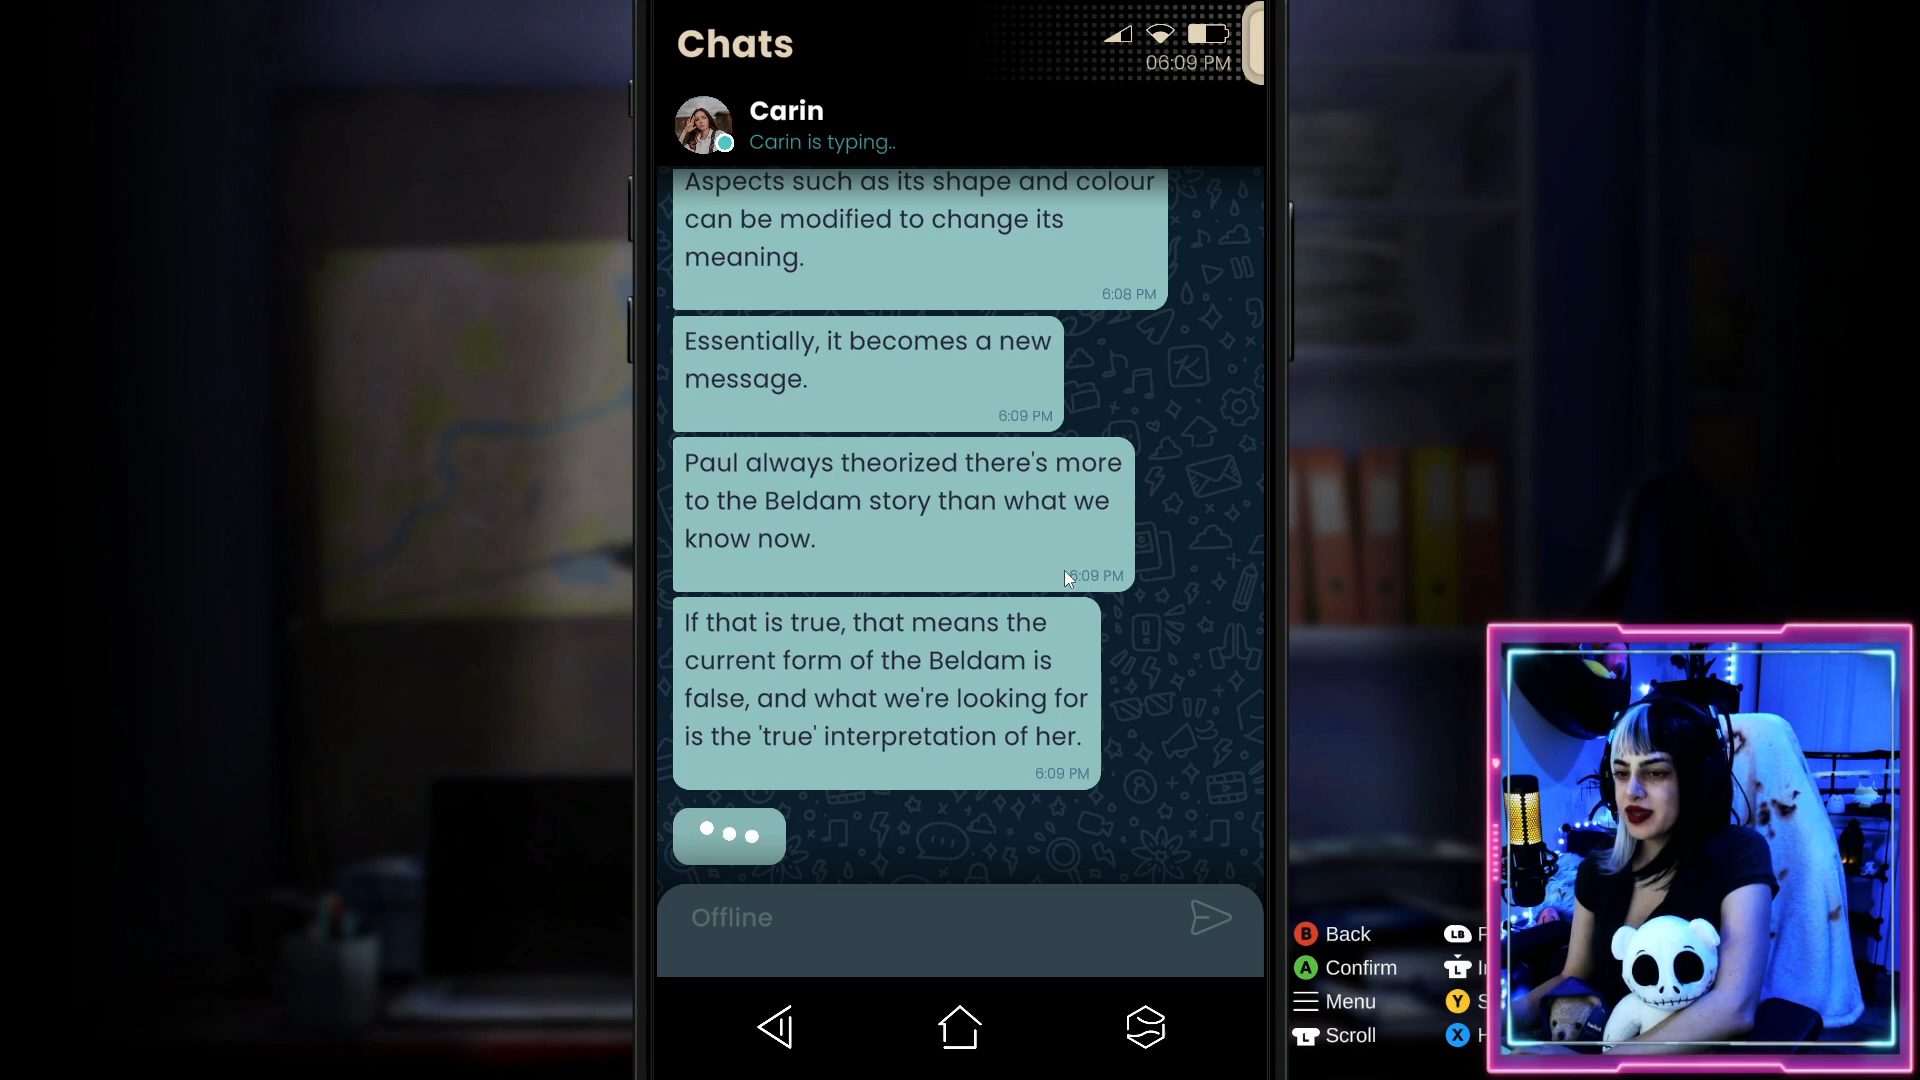 Chats
06:09 PM
Carin
Carin is typing..
Aspects such as its shape and colour
can be modified to change its
meaning.
6:08 PM
Essentially, it becomes a new
message.
6:09 PM
Paul always theorized there's more
to the Beldam story than what we
know now.
6:09 PM
If that is true, that means the
current form of the Beldam is
false, and what we're looking for
is the 'true' interpretation of her.
6:09 PM
Offline
B Back
LB
A Confirm
L
Menu
Y
L Scroll
X